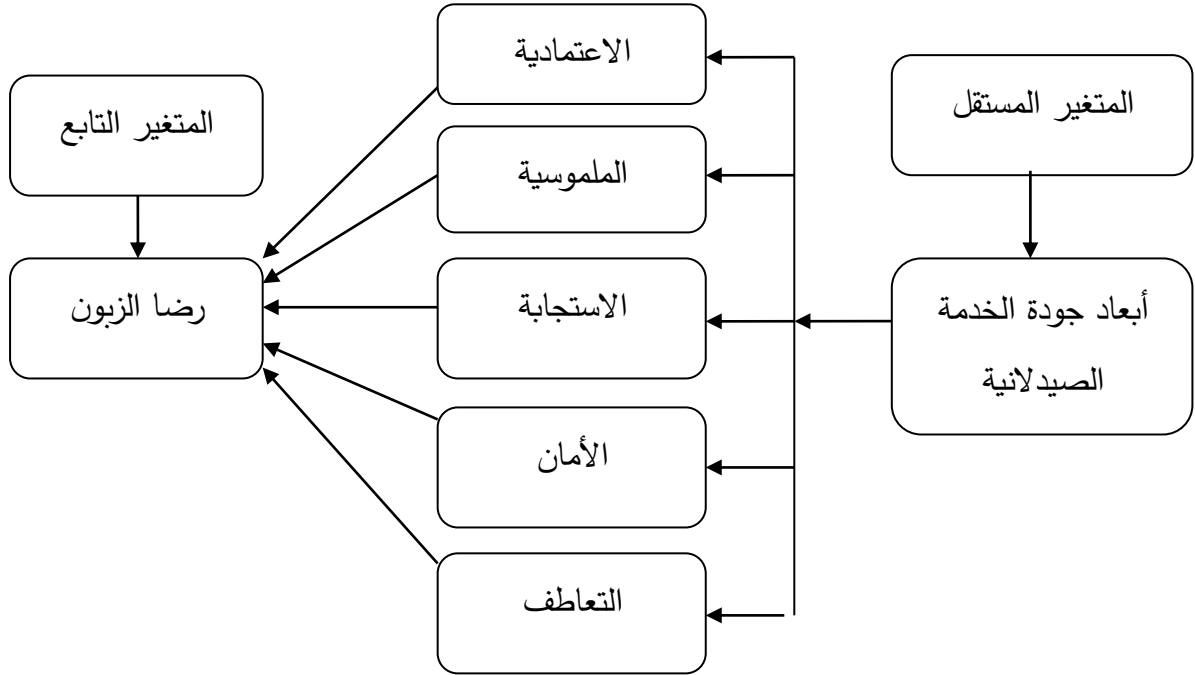 المتغير المستقل
أبعاد جودة الخدمة
الصيدلانية
الاعتمادية
الملموسية
الاستجابة
الأمان
التعاطف
المتغير التابع
رضا الزبون